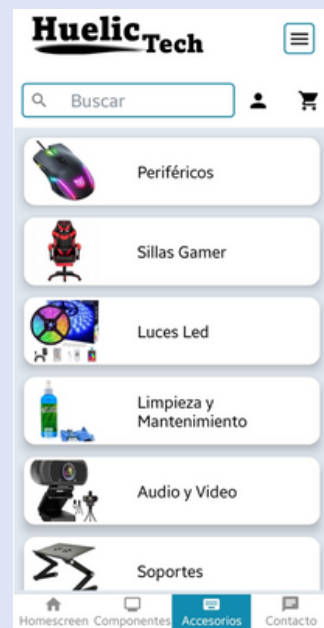 Huelic Tech
Buscar
Periféricos
Sillas Gamer
Luces Led
Limpieza y
Mantenimiento
Audio y Video
Soportes
Homescreen Componentes Accesorios Contacto